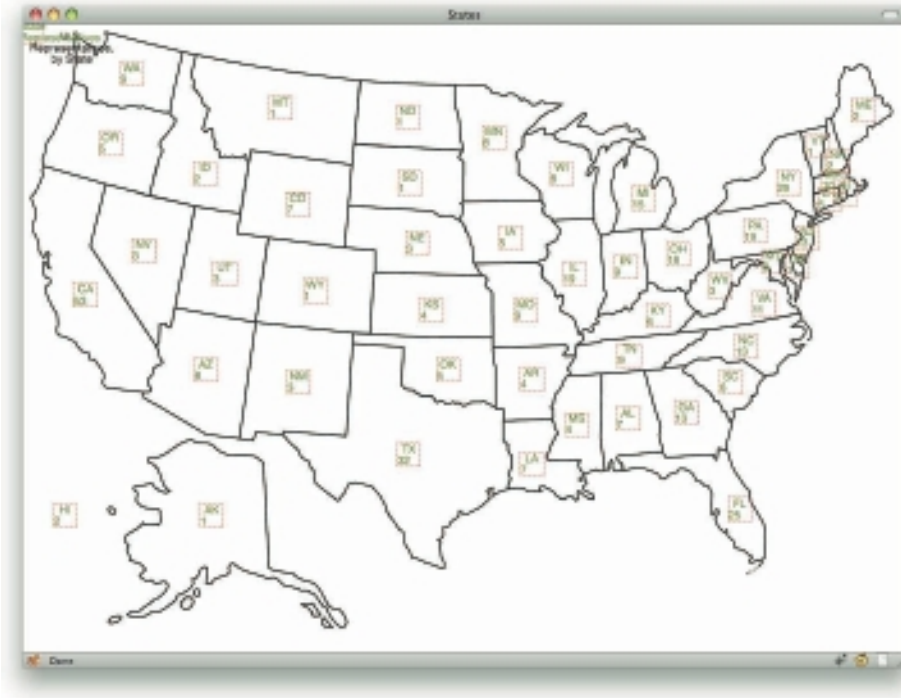 States
Representatives,
by State
WA
9
MT
1
ND
1
MN
8
ME
2
OR
5
ID
2
SD
1
WI
8
MI
15
NY
29
CO
7
NV
3
NE
3
IA
5
PA
19
UT
3
WY
1
IL
19
IN
9
OH
18
WV
3
CA
53
KS
4
MO
9
KY
6
VA
11
AZ
8
NM
3
OK
5
AR
4
TN
9
NC
13
SC
6
TX
32
LA
7
MS
4
AL
7
GA
13
HI
2
AK
1
FL
25
Done